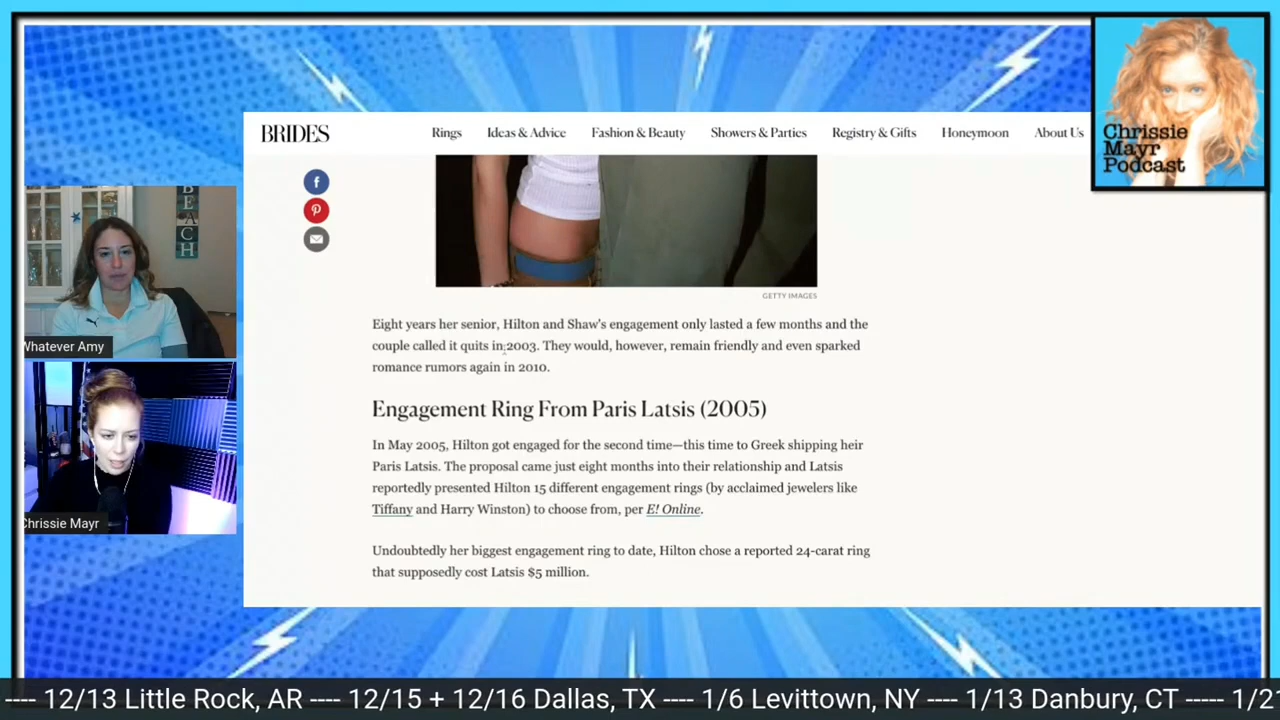 BRIDES
Rings
Ideas & Advice
Fashion & Beauty
Showers & Parties
Registry & Gifts
Honeymoon
About Us
Chrissie
Mayr
Podcast
BEACH
Whatever Amy
Chrissie Mayr
GETTY IMAGES
Eight years her senior, Hilton and Shaw's engagement only lasted a few months and the
couple called it quits in 2003. They would, however, remain friendly and even sparked
romance rumors again in 2010.
Engagement Ring From Paris Latsis (2005)
In May 2005, Hilton got engaged for the second time—this time to Greek shipping heir
Paris Latsis. The proposal came just eight months into their relationship and Latsis
reportedly presented Hilton 15 different engagement rings (by acclaimed jewelers like
Tiffany and Harry Winston) to choose from, per E! Online.
Undoubtedly her biggest engagement ring to date, Hilton chose a reported 24-carat ring
that supposedly cost Latsis $5 million.
---- 12/13 Little Rock, AR ---- 12/15 + 12/16 Dallas, TX ---- 1/6 Levittown, NY ---- 1/13 Danbury, CT ----- 1/21